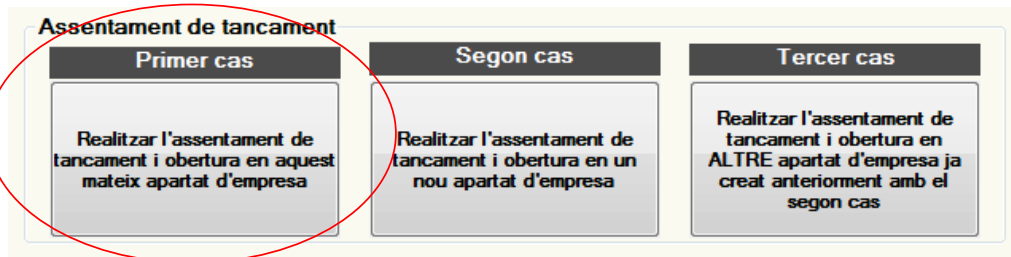 Assentament de tancament
Primer cas
Realitzar l'assentament de
tancament i obertura en aquest
mateix apartat d'empresa
Segon cas
Realitzar l'assentament de
tancament i obertura en un
nou apartat d'empresa
Tercer cas
Realitzar l'assentament de
tancament i obertura en
ALTRE apartat d'empresa ja
creat anteriorment amb el
segon cas